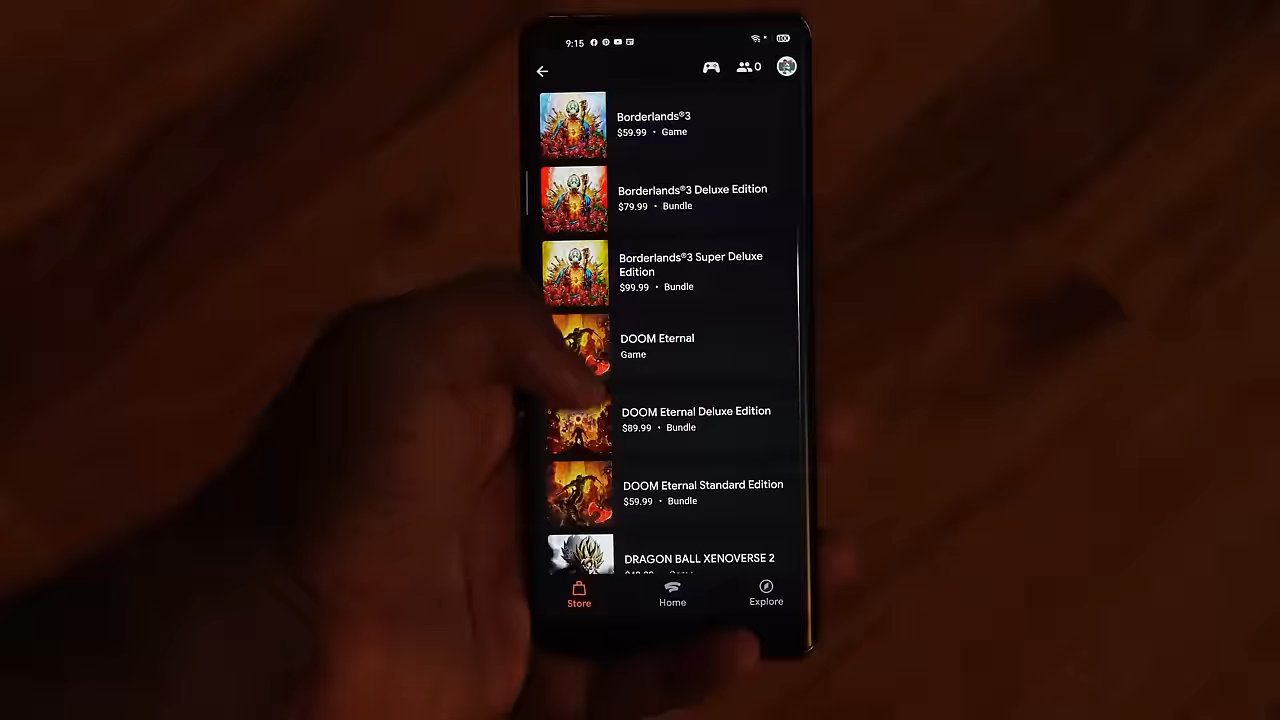 9:15
0
Borderlands®3
$59.99 • Game
Borderlands®3 Deluxe Edition
$79.99 • Bundle
Borderlands®3 Super Deluxe
Edition
$99.99 • Bundle
DOOM Eternal
Game
DOOM Eternal Deluxe Edition
$89.99 • Bundle
DOOM Eternal Standard Edition
$59.99 • Bundle
DRAGON BALL XENOVERSE 2
Store
Home
Explore